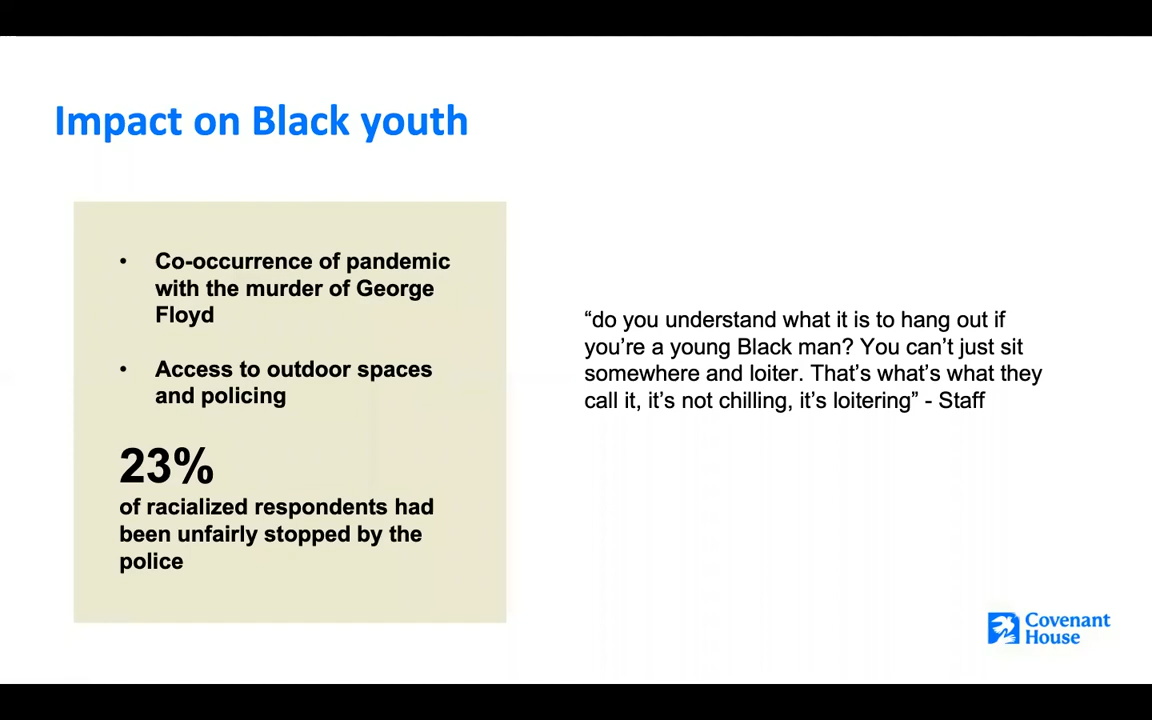 Impact on Black youth
• Co-occurrence of pandemic
with the murder of George
Floyd
• Access to outdoor spaces
and policing
23%
of racialized respondents had
been unfairly stopped by the
police
“do you understand what it is to hang out if
you’re a young Black man? You can’t just sit
somewhere and loiter. That’s what’s what they
call it, it’s not chilling, it’s loitering” - Staff
Covenant
House